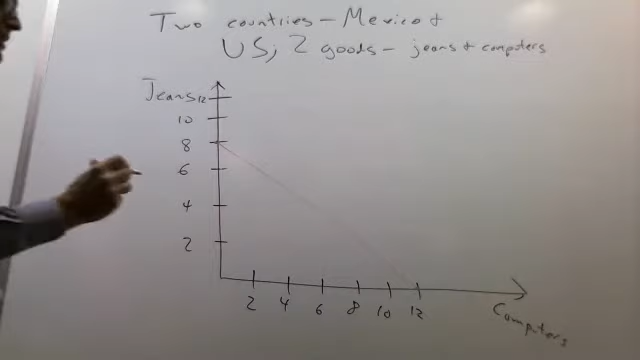 Two countries - Mexico &
US; 2 goods - jeans & computers
Jeans 12
10
8
6
4
2
2 4 6 8 10 12
Computers